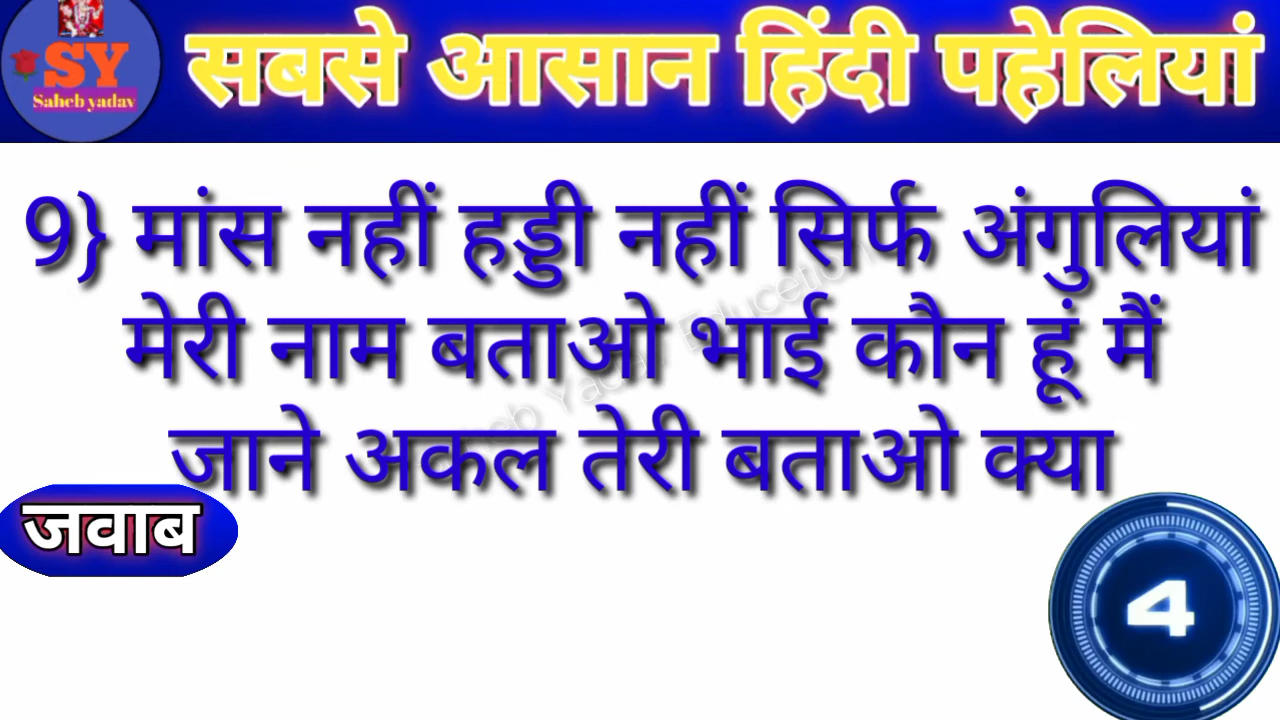 SY
Saheb yadav
सबसे आसान हिंदी पहेलियां
9} मांस नहीं हड्डी नहीं सिर्फ अंगुलियां
मेरी नाम बताओ भाई कौन हूं मैं
जाने अकल तेरी बताओ क्या
जवाब
4